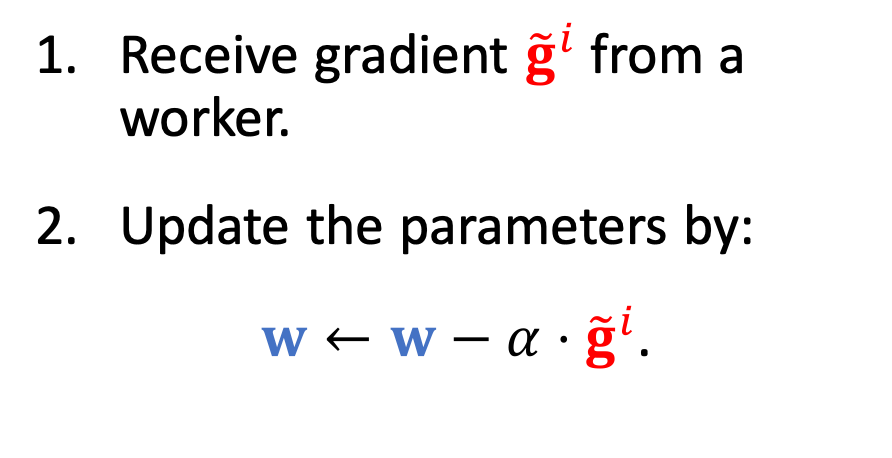 1. Receive gradient g̃ⁱ from a
worker.
2. Update the parameters by:
w ← w − α · g̃ⁱ.